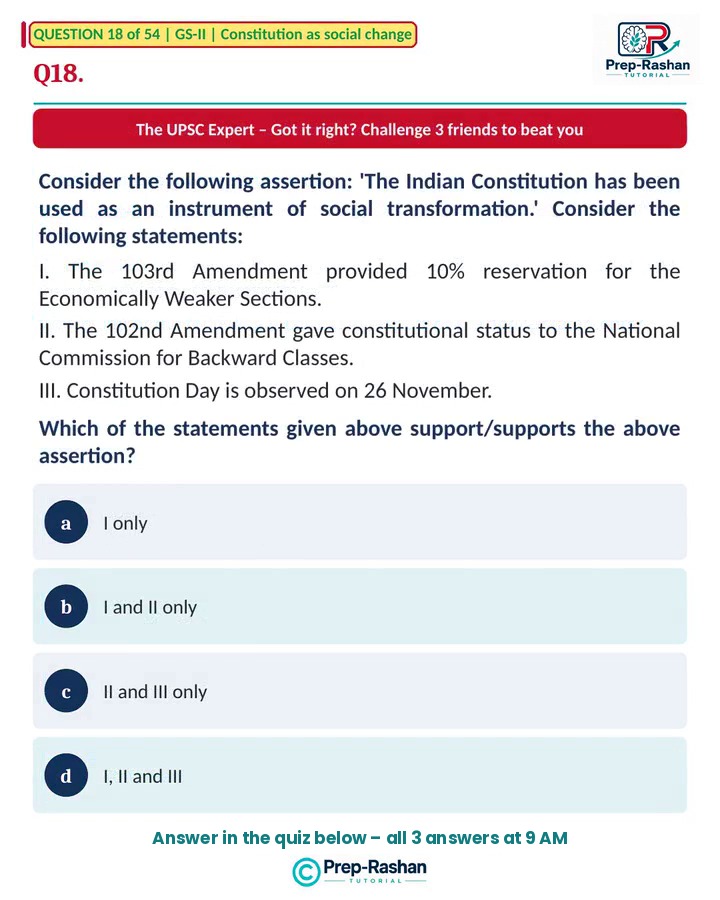 QUESTION 18 of 54 | GS-II | Constitution as social change
Prep-Rashan
TUTORIAL
Q18.
The UPSC Expert – Got it right? Challenge 3 friends to beat you
Consider the following assertion: 'The Indian Constitution has been
used as an instrument of social transformation.' Consider the
following statements:
I. The 103rd Amendment provided 10% reservation for the
Economically Weaker Sections.
II. The 102nd Amendment gave constitutional status to the National
Commission for Backward Classes.
III. Constitution Day is observed on 26 November.
Which of the statements given above support/supports the above
assertion?
a I only
b I and II only
c II and III only
d I, II and III
Answer in the quiz below – all 3 answers at 9 AM
© Prep-Rashan
TUTORIAL